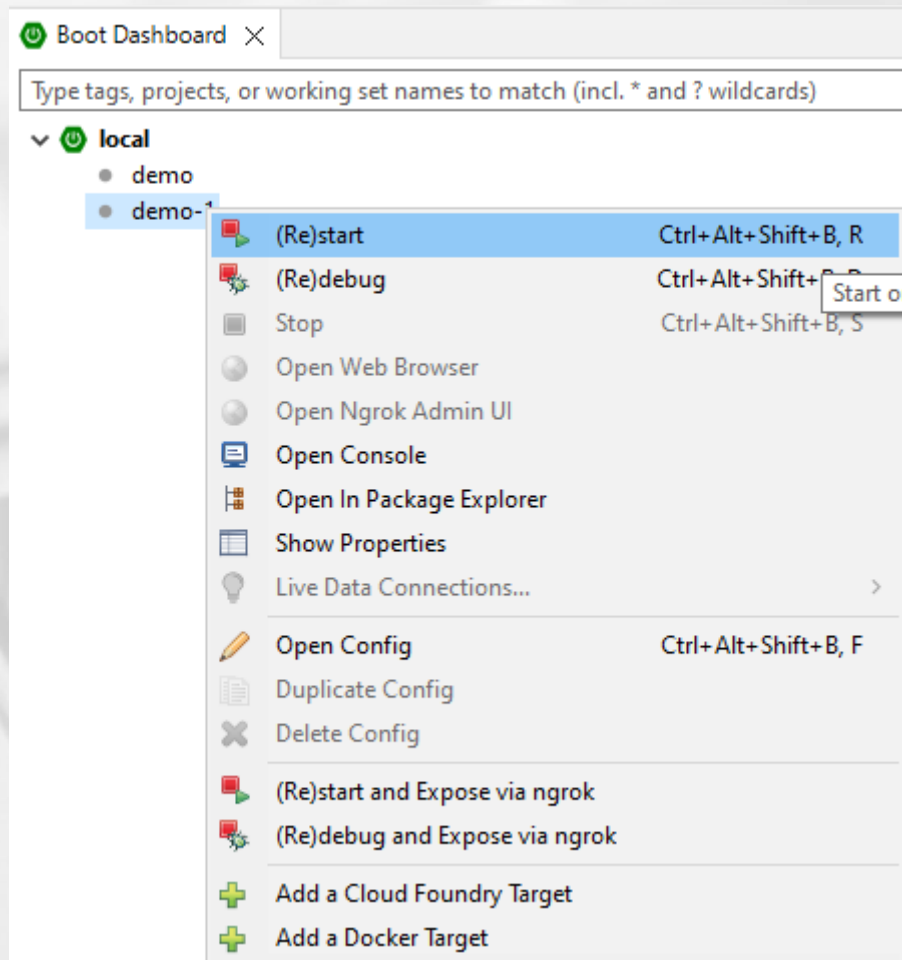 Boot Dashboard
Type tags, projects, or working set names to match (incl. * and ? wildcards)
local
demo
demo-1
(Re)start Ctrl+Alt+Shift+B, R
(Re)debug Ctrl+Alt+Shift+
Start o
Stop Ctrl+Alt+Shift+B, S
Open Web Browser
Open Ngrok Admin UI
Open Console
Open In Package Explorer
Show Properties
Live Data Connections...
Open Config Ctrl+Alt+Shift+B, F
Duplicate Config
Delete Config
(Re)start and Expose via ngrok
(Re)debug and Expose via ngrok
Add a Cloud Foundry Target
Add a Docker Target